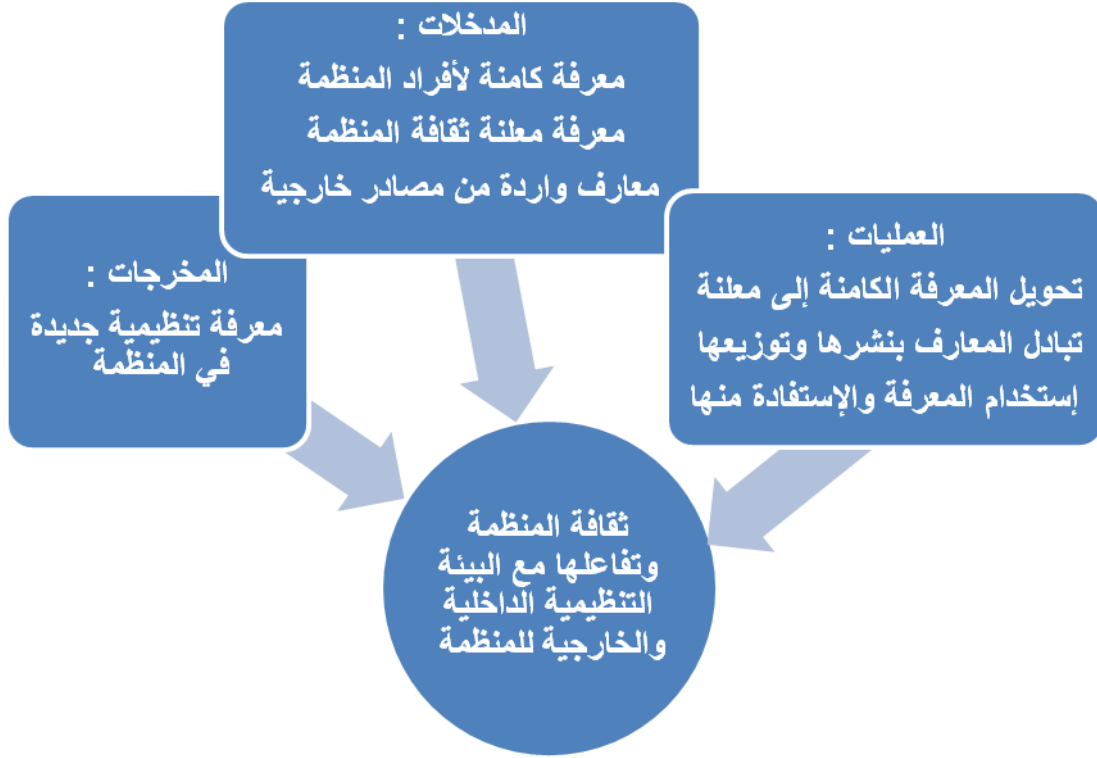 المدخلات :
معرفة كامنة لأفراد المنظمة
معرفة معلنة ثقافة المنظمة
معارف واردة من مصادر خارجية
العمليات :
تحويل المعرفة الكامنة إلى معلنة
تبادل المعارف بنشرها وتوزيعها
إستخدام المعرفة والإستفادة منها
المخرجات :
معرفة تنظيمية جديدة
في المنظمة
ثقافة المنظمة
وتفاعلها مع البيئة
التنظيمية الداخلية
والخارجية للمنظمة